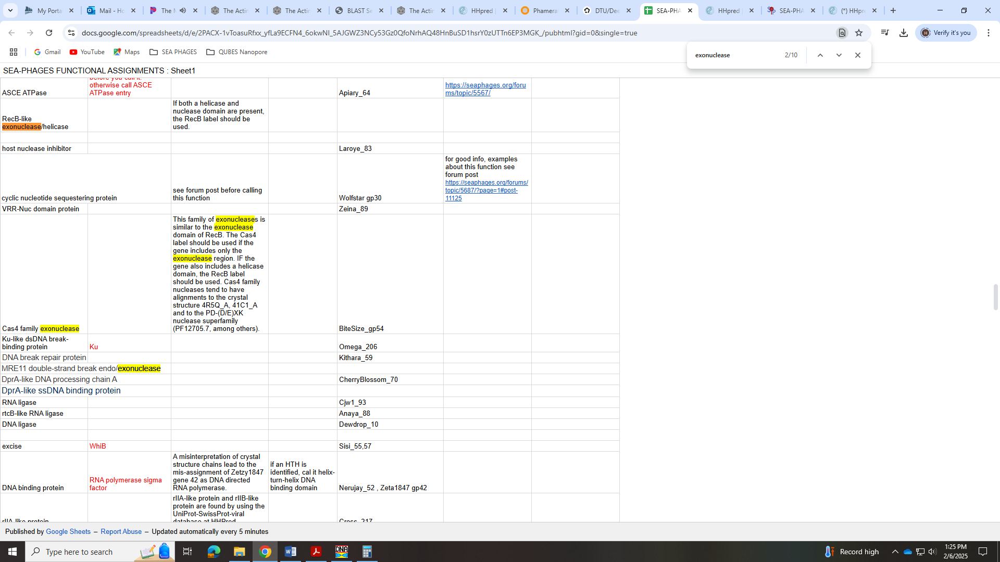 My Porta
Mail - Ho
The M
The Actin
The Actin
BLAST Se
The Actin
HHpred
Phamerat
DTU/Dee
SEA-PHA
HHpred
SEA-PHA
(*) HHpre
docs.google.com/spreadsheets/d/e/2PACX-1vToasuRfxx_yfLa9ECFN4_6okwNI_5AJGWZ3NCy53Gz0QfoNrhAQ48HnBuSD1hsrY0zUTTn6EP3MGK_/pubhtml?gid=0&single=true
Verify it's you
Gmail
YouTube
Maps
SEA PHAGES
QUBES Nanopore
exonuclease 2/10
SEA-PHAGES FUNCTIONAL ASSIGNMENTS : Sheet1
before you call it.
otherwise call ASCE
ATPase entry
ASCE ATPase
Apiary_64
https://seaphages.org/foru
ms/topic/5567/
RecB-like
exonuclease/helicase
If both a helicase and
nuclease domain are present,
the RecB label should be
used.
host nuclease inhibitor
Laroye_83
cyclic nucleotide sequestering protein
see forum post before calling
this function
Wolfstar gp30
for good info, examples
about this function see
forum post
https://seaphages.org/forums/
topic/5687/?page=1#post-
11125
VRR-Nuc domain protein
Zeina_89
Cas4 family exonuclease
This family of exonucleases is
similar to the exonuclease
domain of RecB. The Cas4
label should be used if the
gene includes only the
exonuclease region. IF the
gene also includes a helicase
domain, the RecB label
should be used. Cas4 family
nucleases tend to have
alignments to the crystal
structure 4R5Q_A, 41C1_A
and to the PD-(D/E)XK
nuclease superfamily
(PF12705.7, among others).
BiteSize_gp54
Ku-like dsDNA break-
binding protein
Ku
Omega_206
DNA break repair protein
Kithara_59
MRE11 double-strand break endo/exonuclease
DprA-like DNA processing chain A
CherryBlossom_70
DprA-like ssDNA binding protein
RNA ligase
Cjw1_93
rtcB-like RNA ligase
Anaya_88
DNA ligase
Dewdrop_10
excise
WhiB
Sisi_55,57
DNA binding protein
RNA polymerase sigma
factor
A misinterpretation of crystal
structure chains lead to the
mis-assignment of Zetzy1847
gene 42 as DNA directed
RNA polymerase.
if an HTH is
identified, cal it helix-
turn-helix DNA
binding domain
Nerujay_52 , Zeta1847 gp42
rIIA-like protein
rIIA-like protein and rIIB-like
protein are found by using the
UniProt-SwissProt-viral
database at HHPred
Cross_217
Published by Google Sheets – Report Abuse – Updated automatically every 5 minutes
Type here to search
DNA
Record high
1:25 PM
2/6/2025